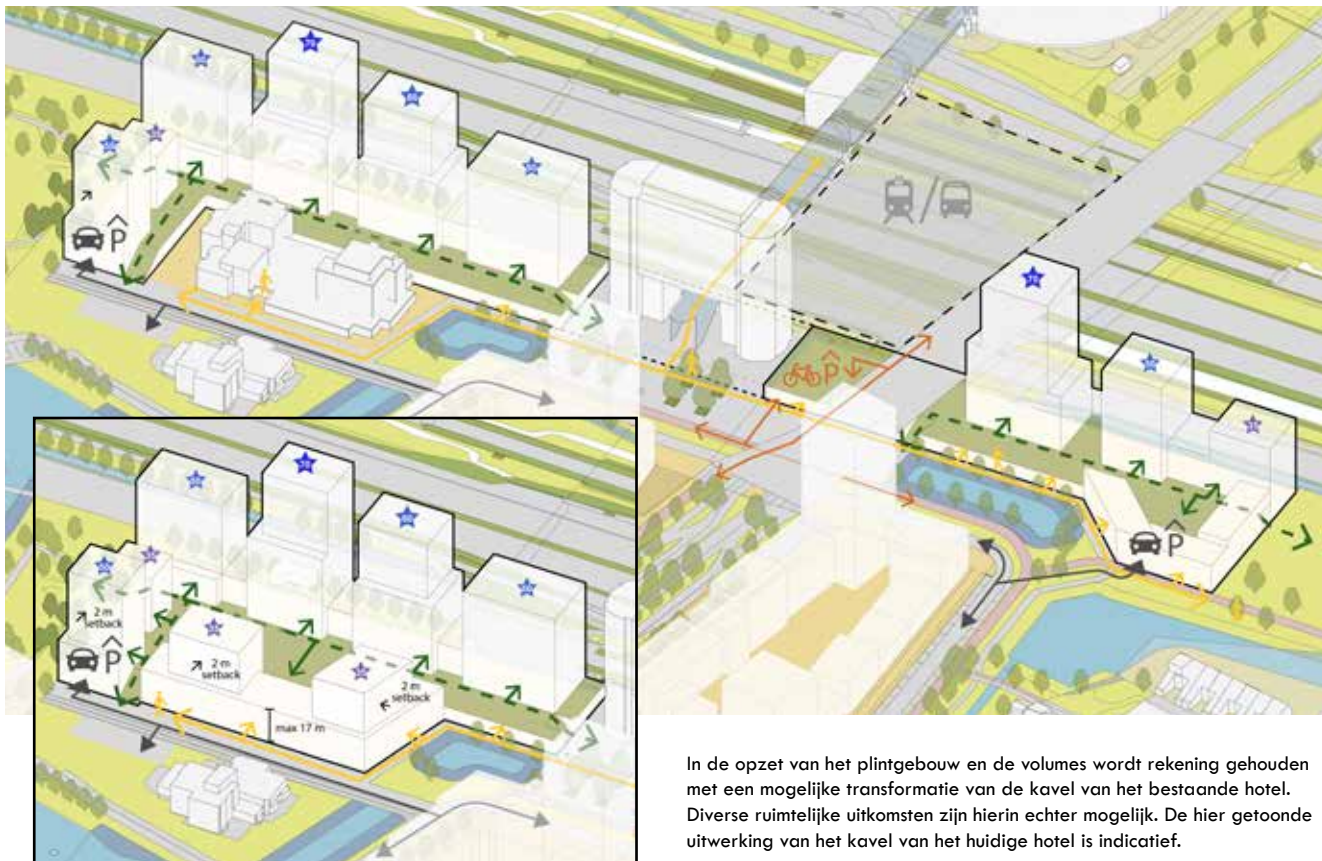 70
P
P
70
P
2 m
setback
P
2 m
setback
2 m
setback
max 17 m
In de opzet van het plintgebouw en de volumes wordt rekening gehouden
met een mogelijke transformatie van de kavel van het bestaande hotel.
Diverse ruimtelijke uitkomsten zijn hierin echter mogelijk. De hier getoonde
uitwerking van het kavel van het huidige hotel is indicatief.